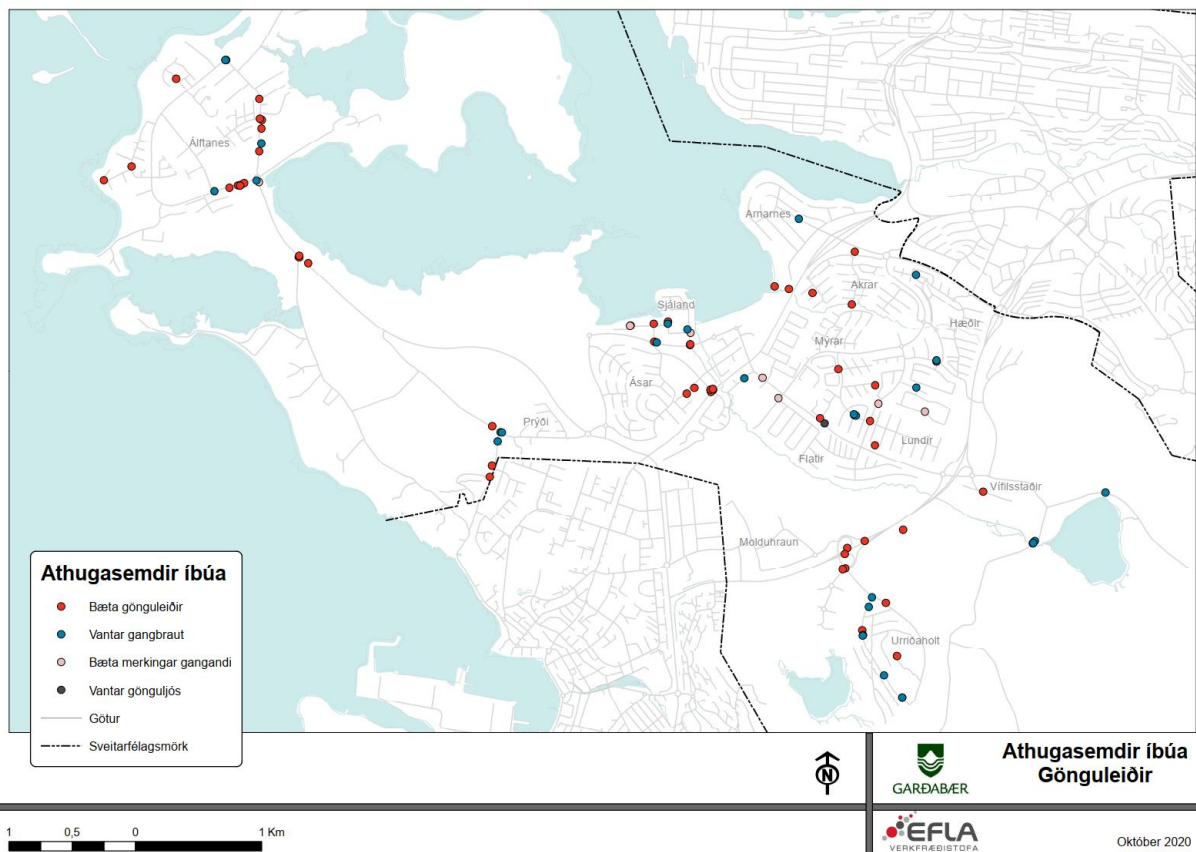 Álftanes
Arnarnes
Akrar
Sjáland
Hæðir
Mýrar
Ásar
Prýði
Lundir
Flatir
Vífilsstaðir
Molduhraun
Urriðaholt
Athugasemdir íbúa
Bæta gönguleiðir
Vantar gangbraut
Bæta merkingar gangandi
Vantar gönguljós
Götur
Sveitarfélagsmörk
N
GARÐABÆR
Athugasemdir íbúa
Gönguleiðir
1 0,5 0 1 Km
EFLA
VERKFRÆÐISTOFA
Október 2020